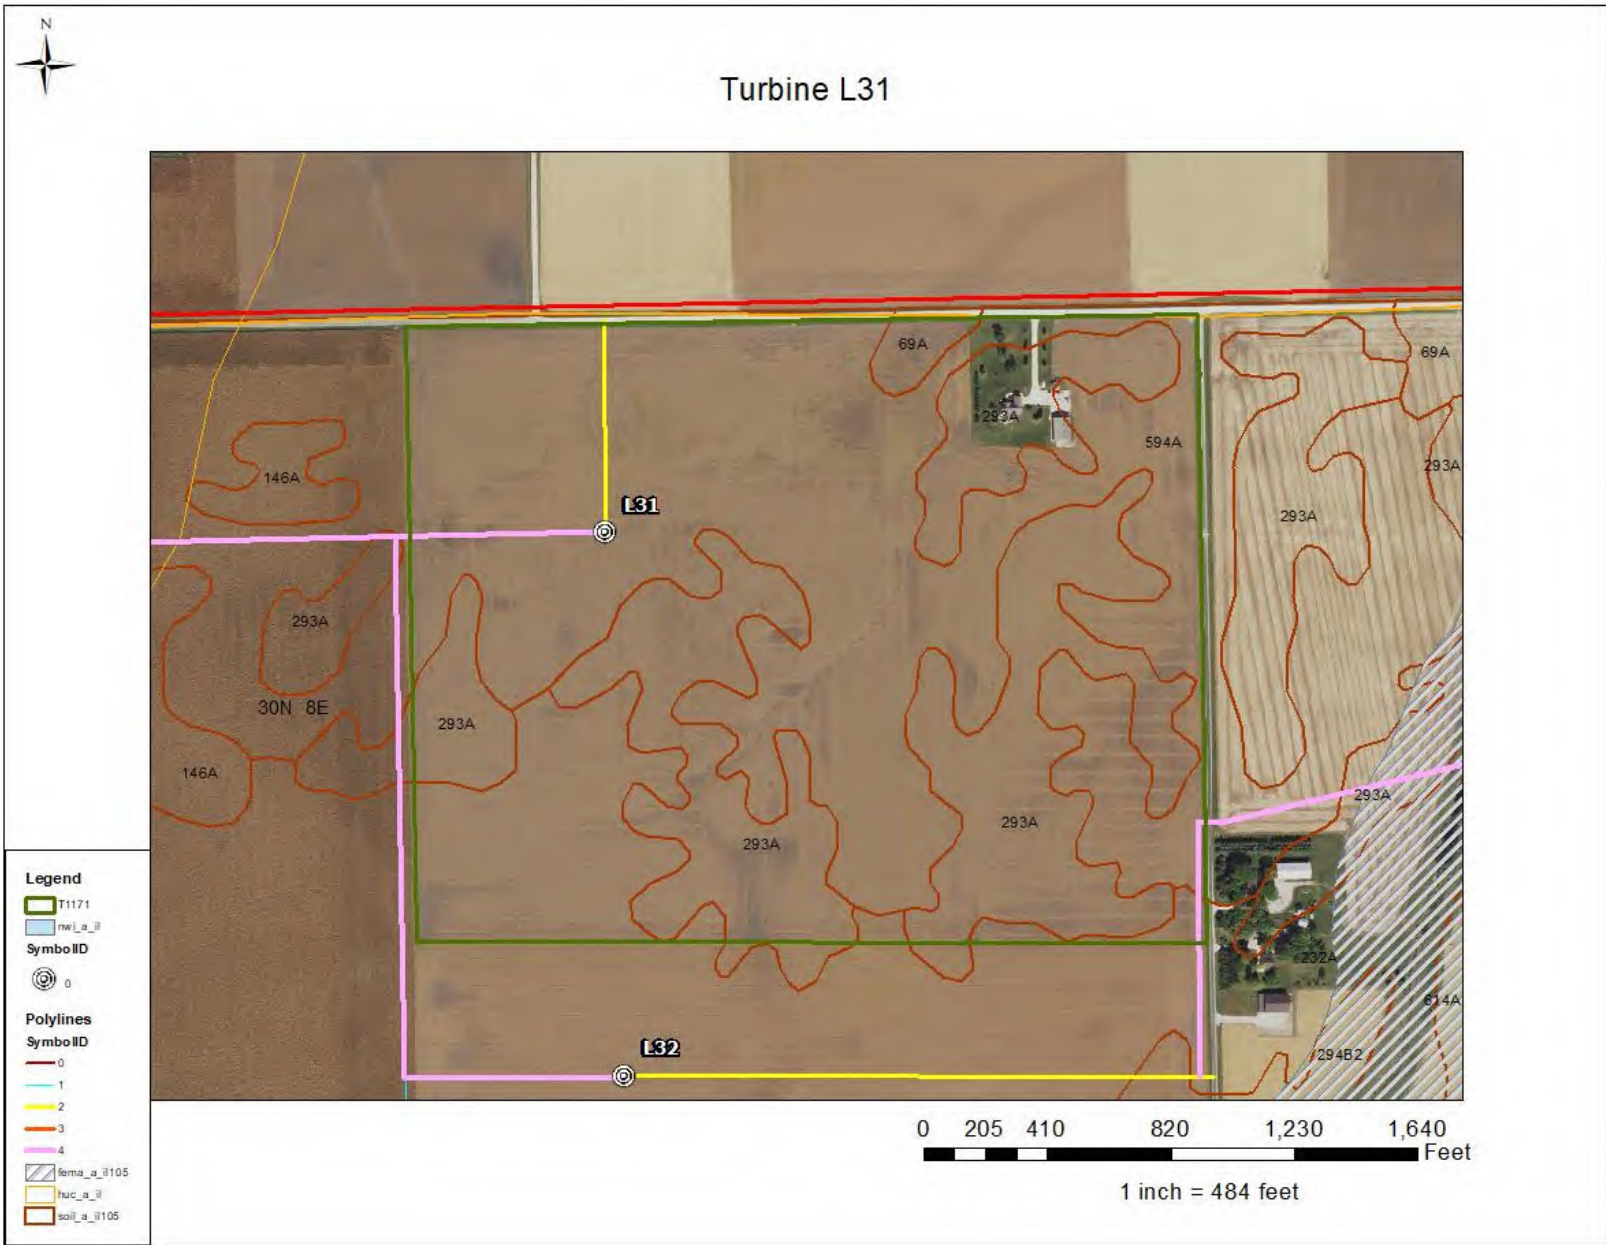 N
Turbine L31
69A
69A
293A
594A
293A
146A
L31
293A
293A
30N 8E
293A
146A
293A
293A
293A
232A
614A
L32
294B2
Legend
T1171
nwi_a_il
SymbolID
0
Polylines
SymbolID
0
1
2
3
4
fema_a_il105
huc_a_il
soil_a_il105
0 205 410 820 1,230 1,640
Feet
1 inch = 484 feet